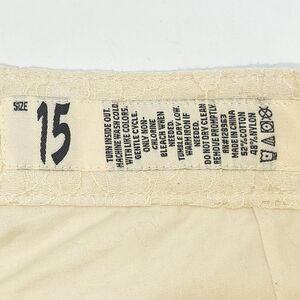 SIZE
15
TURN INSIDE OUT.
MACHINE WASH COLD
WITH LIKE COLORS.
GENTLE CYCLE.
ONLY NON-
CHLORINE
BLEACH WHEN
NEEDED.
TUMBLE DRY LOW.
WARM IRON IF
NEEDED.
DO NOT DRY CLEAN
REMOVE PROMPTLY.
MADE IN CHINA
52% COTTON
48% NYLON